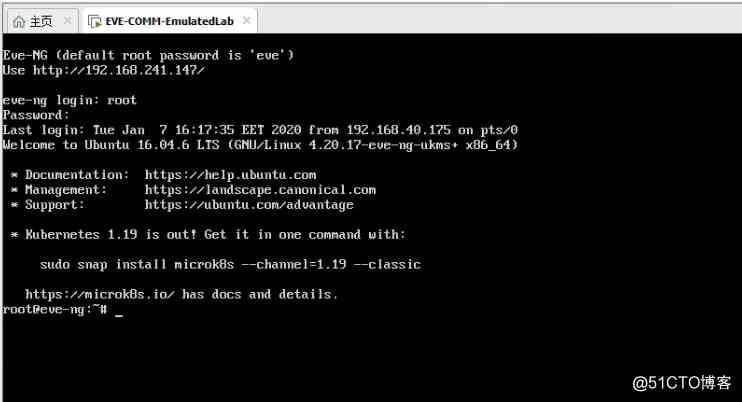 主页
EVE-COMM-EmulatedLab
Eve-NG (default root password is 'eve')
Use http://192.168.241.147/
eve-ng login: root
Password:
Last login: Tue Jan  7 16:17:35 EET 2020 from 192.168.40.175 on pts/0
Welcome to Ubuntu 16.04.6 LTS (GNU/Linux 4.20.17-eve-ng-ukms+ x86_64)
* Documentation:  https://help.ubuntu.com
* Management:     https://landscape.canonical.com
* Support:        https://ubuntu.com/advantage
* Kubernetes 1.19 is out! Get it in one command with:
sudo snap install microk8s --channel=1.19 --classic
https://microk8s.io/ has docs and details.
root@eve-ng:~# _
@51CTO博客